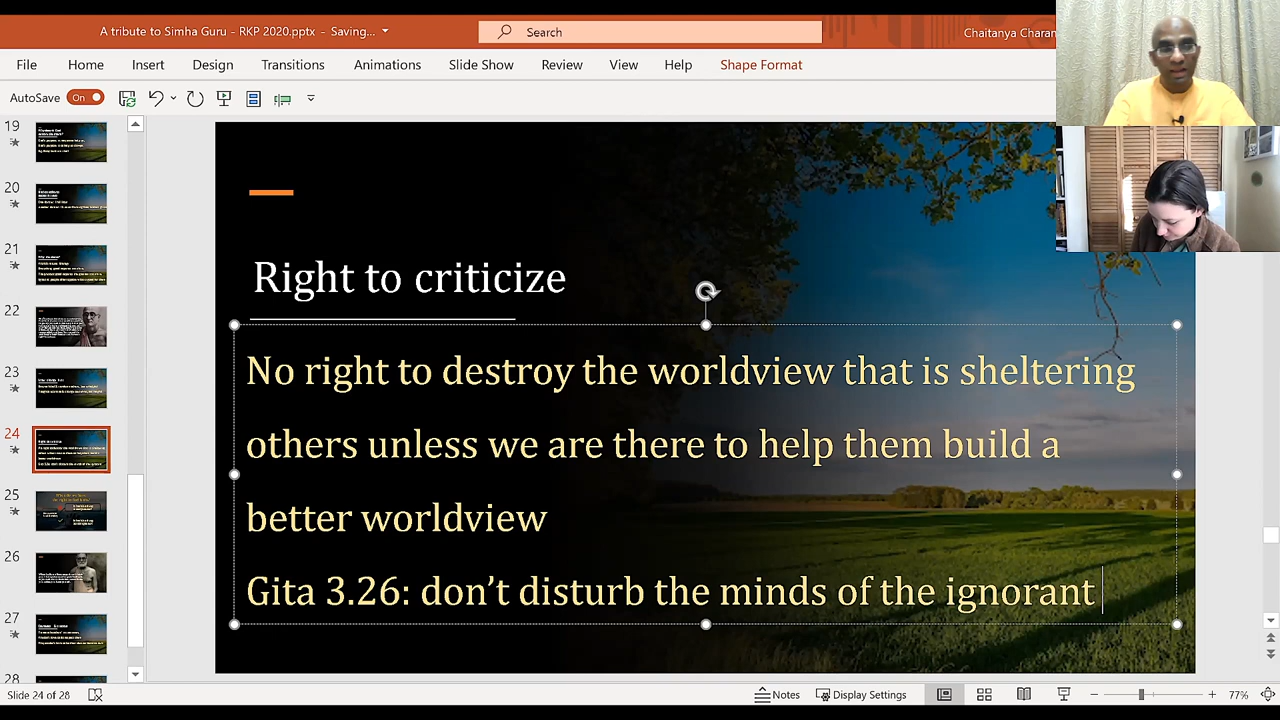 A tribute to Simha Guru - RKP 2020.pptx - Saving...
Search
Chaitanya Charan
File Home Insert Design Transitions Animations Slide Show Review View Help Shape Format
AutoSave On
19
20
21
22
23
24
25
26
27
28
Right to criticize
No right to destroy the worldview that is sheltering
others unless we are there to help them build a
better worldview
Gita 3.26: don’t disturb the minds of the ignorant
Slide 24 of 28
Notes Display Settings 77%